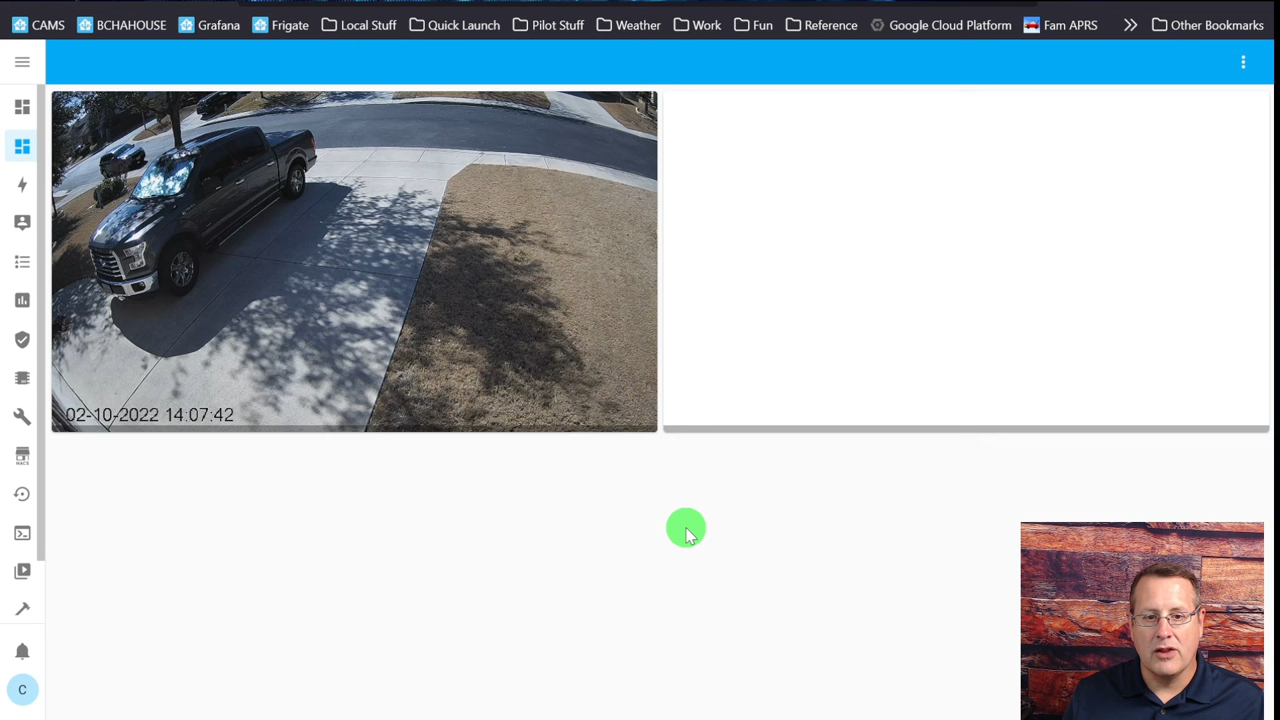 CAMS BCHAHOUSE Grafana Frigate Local Stuff Quick Launch Pilot Stuff Weather Work Fun Reference Google Cloud Platform Fam APRS Other Bookmarks
02-10-2022 14:07:42
HACS
C